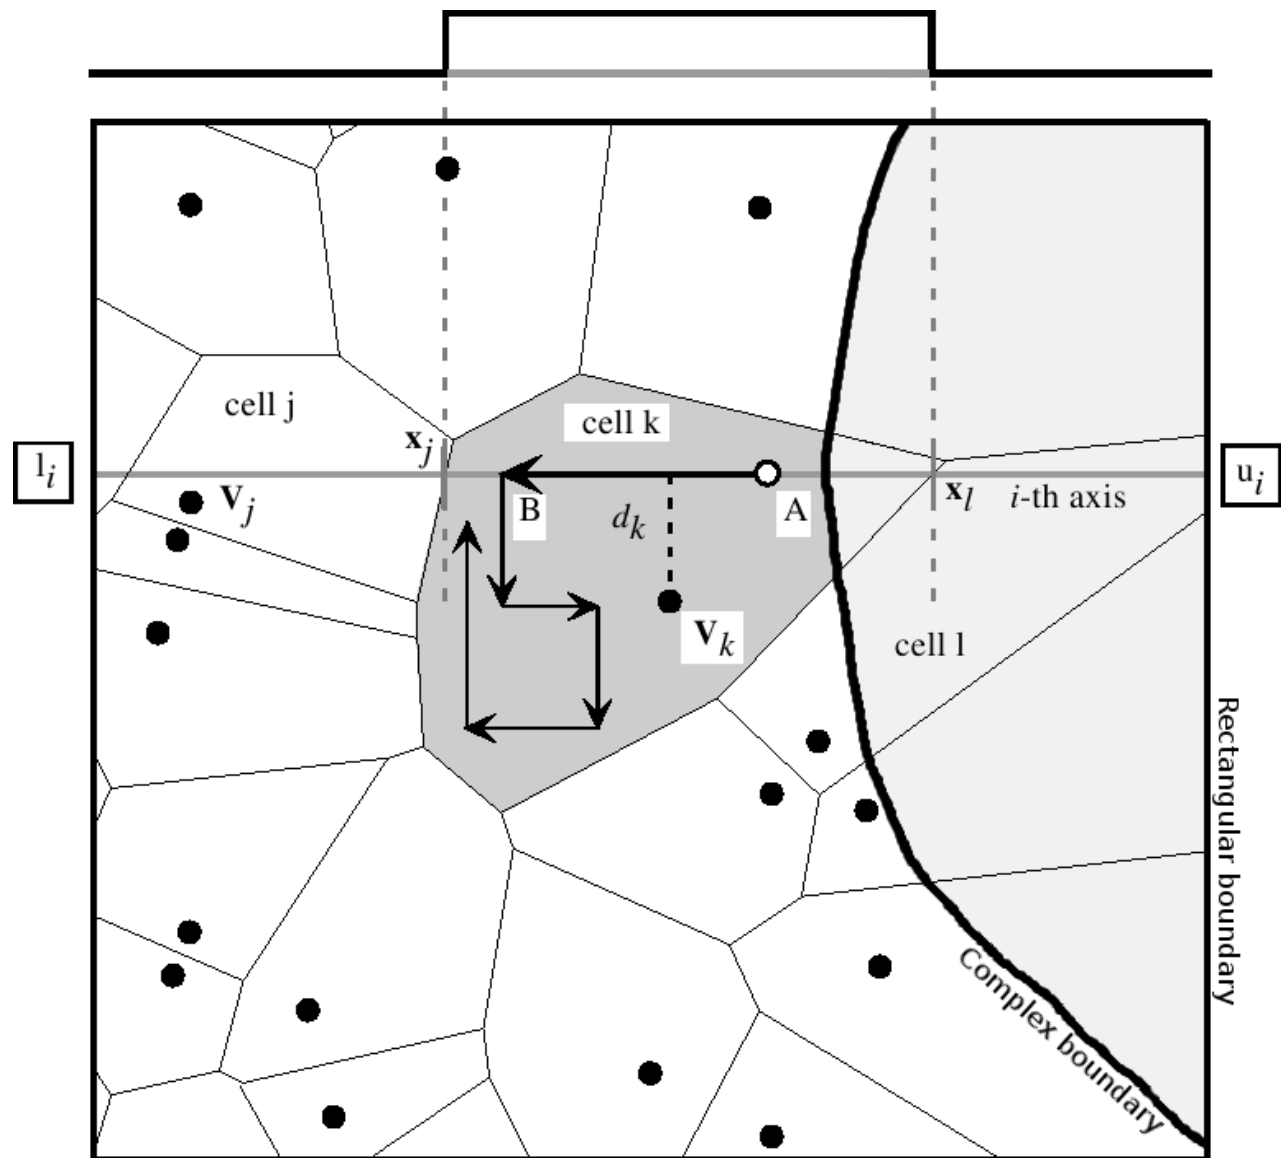 cell j
cell k
x_j
l_i
u_i
V_j
B
d_k
A
x_l
i-th axis
V_k
cell l
Rectangular boundary
Complex boundary